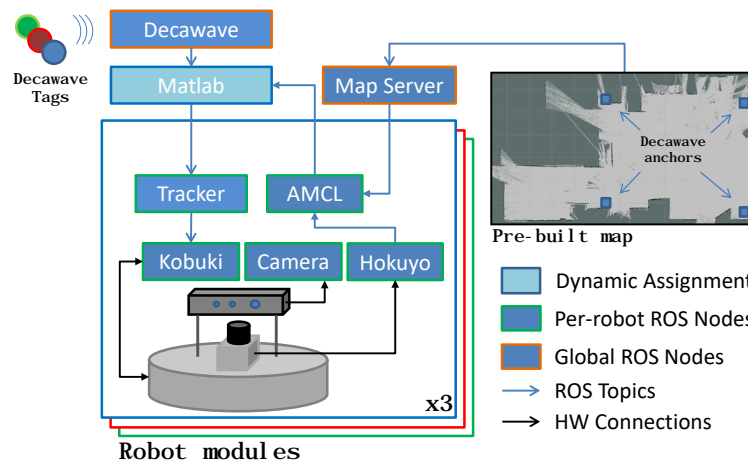 Decawave
Decawave
Tags
Matlab
Map Server
Decawave
anchors
Tracker
AMCL
Pre-built map
Kobuki
Camera
Hokuyo
Dynamic Assignment
Per-robot ROS Nodes
Global ROS Nodes
ROS Topics
x3
HW Connections
Robot modules